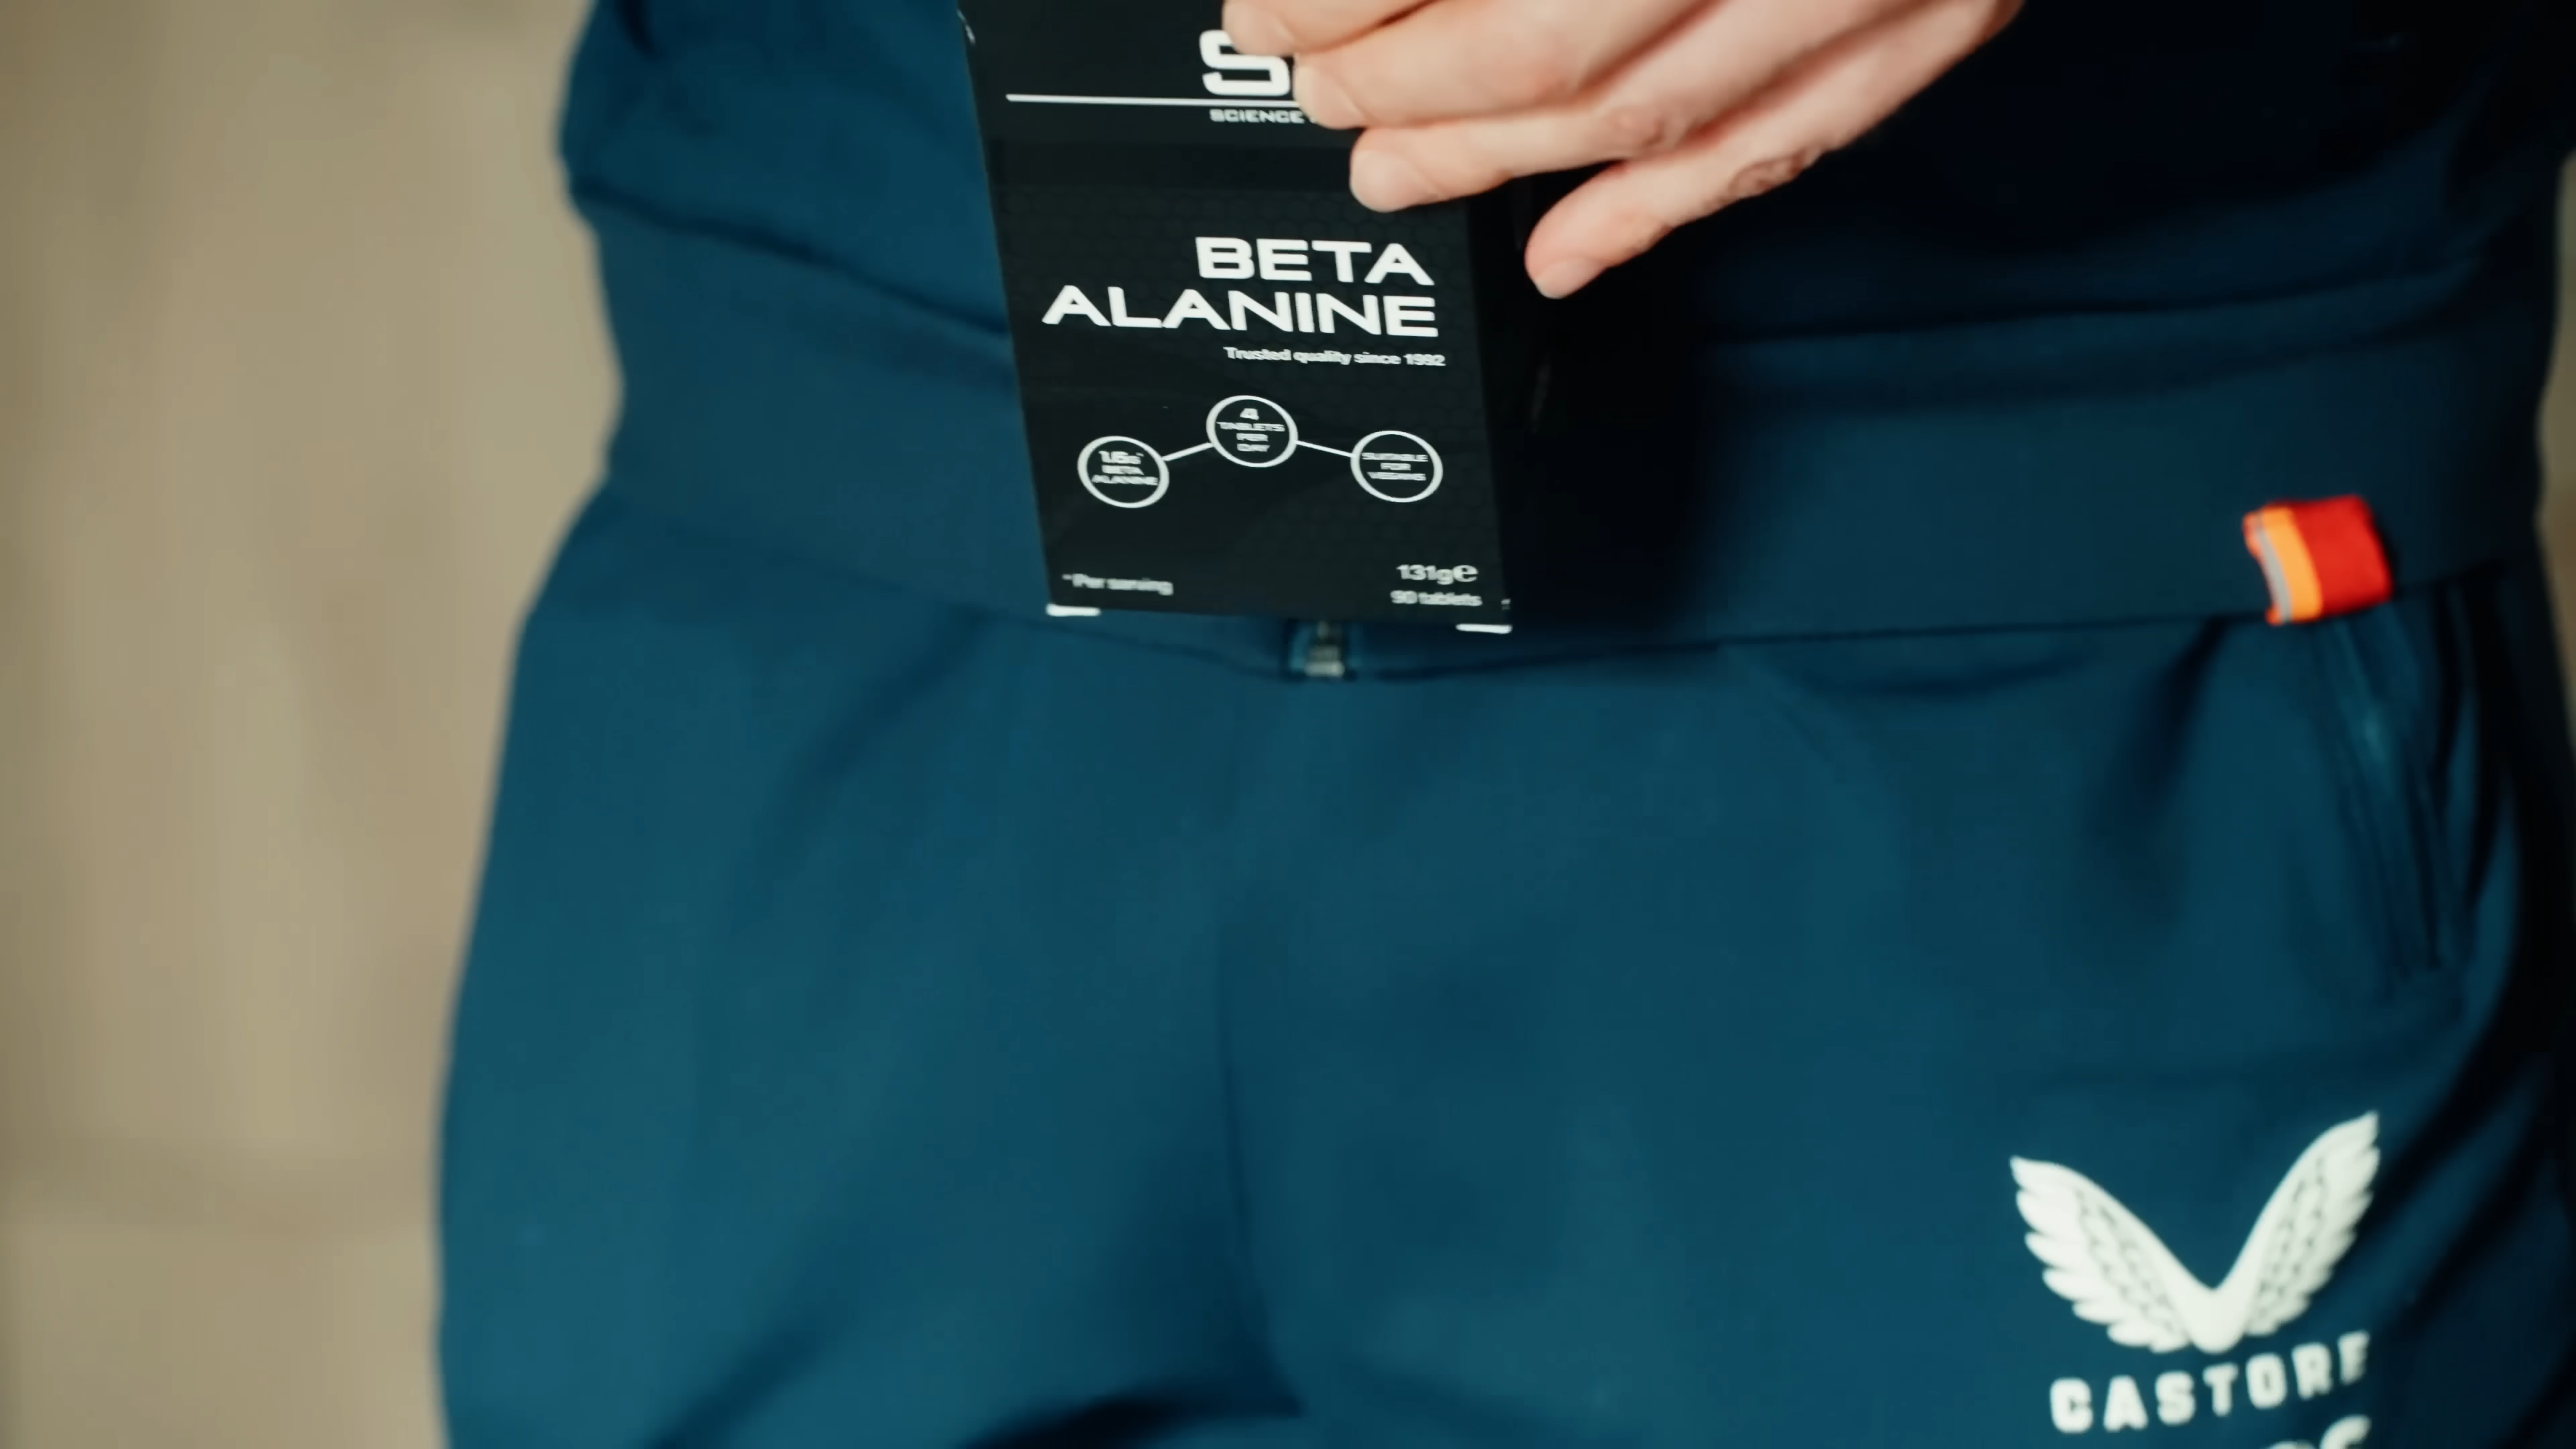 SCIENCE
BETA
ALANINE
Trusted quality since 1992
4
TABLETS
PER
DAY
1.6g*
BETA
ALANINE
SUITABLE
FOR
VEGANS
*Per serving
131g℮
90 tablets
CASTORE